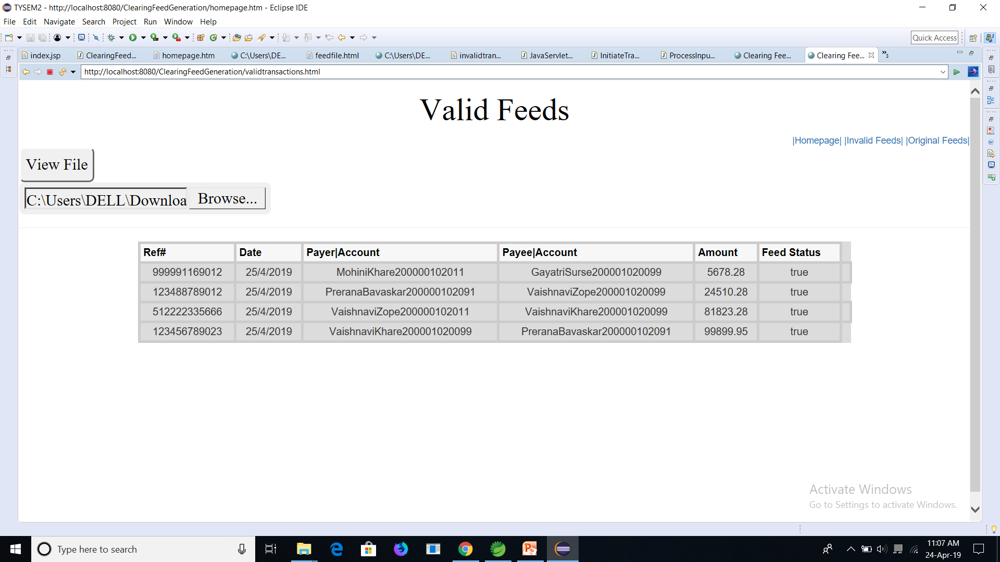 TYSEM2 - http://localhost:8080/ClearingFeedGeneration/homepage.htm - Eclipse IDE
File Edit Navigate Search Project Run Window Help
Quick Access
index.jsp ClearingFeed... homepage.htm C:\Users\DE... feedfile.html C:\Users\DE... invalidtran... JavaServlet... InitiateTra... ProcessInpu... Clearing Fee... Clearing Fee... »3
http://localhost:8080/ClearingFeedGeneration/validtransactions.html
Valid Feeds
|Homepage| |Invalid Feeds| |Original Feeds|
View File
C:\Users\DELL\Downloa Browse...
Ref# Date Payer|Account Payee|Account Amount Feed Status
999991169012 25/4/2019 MohiniKhare200000102011 GayatriSurse200001020099 5678.28 true
123488789012 25/4/2019 PreranaBavaskar200000102091 VaishnaviZope200001020099 24510.28 true
512222335666 25/4/2019 VaishnaviZope200000102011 VaishnaviKhare200001020099 81823.28 true
123456789023 25/4/2019 VaishnaviKhare200001020099 PreranaBavaskar200000102091 99899.95 true
Activate Windows
Go to Settings to activate Windows.
Type here to search
11:07 AM
24-Apr-19